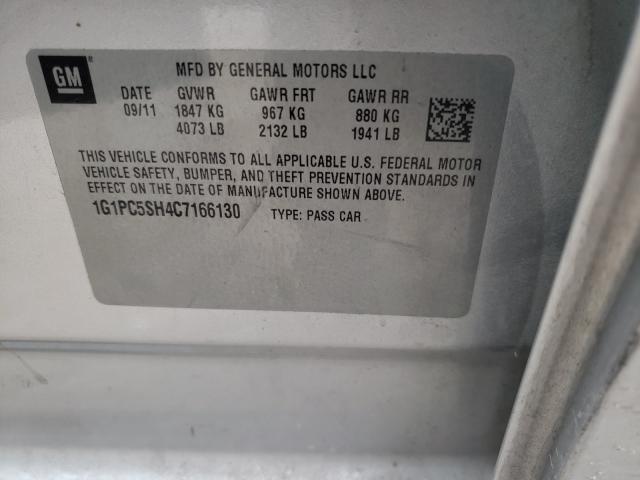 GM
MFD BY GENERAL MOTORS LLC
DATE GVWR GAWR FRT GAWR RR
09/11 1847 KG 967 KG 880 KG
4073 LB 2132 LB 1941 LB
THIS VEHICLE CONFORMS TO ALL APPLICABLE U.S. FEDERAL MOTOR
VEHICLE SAFETY, BUMPER, AND THEFT PREVENTION STANDARDS IN
EFFECT ON THE DATE OF MANUFACTURE SHOWN ABOVE.
1G1PC5SH4C7166130 TYPE: PASS CAR